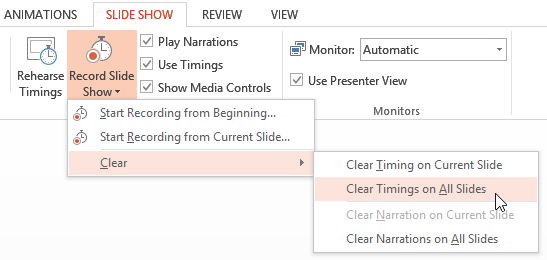 ANIMATIONS SLIDE SHOW REVIEW VIEW
Rehearse Timings
Record Slide Show
Play Narrations
Use Timings
Show Media Controls
Monitor: Automatic
Use Presenter View
Monitors
Start Recording from Beginning...
Start Recording from Current Slide...
Clear
Clear Timing on Current Slide
Clear Timings on All Slides
Clear Narration on Current Slide
Clear Narrations on All Slides